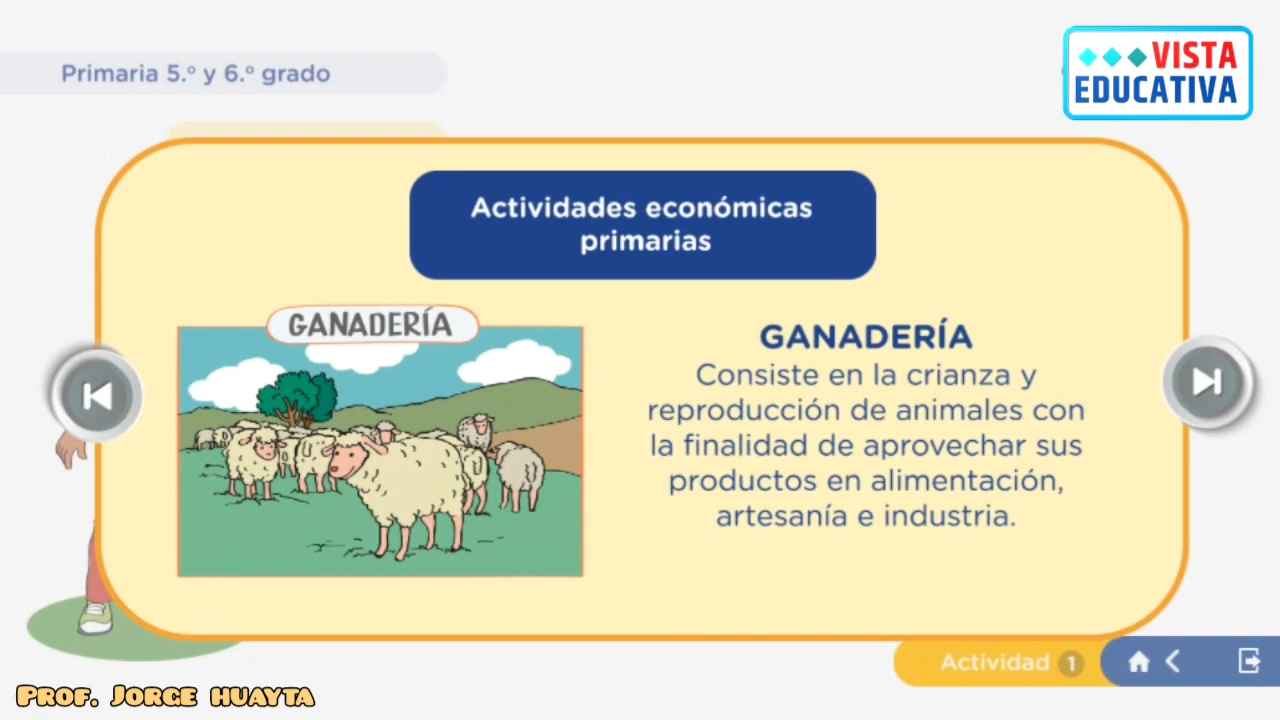 Primaria 5.º y 6.º grado
VISTA
EDUCATIVA
Actividades económicas
primarias
GANADERÍA
GANADERÍA
Consiste en la crianza y
reproducción de animales con
la finalidad de aprovechar sus
productos en alimentación,
artesanía e industria.
Actividad 1
Prof. Jorge huayta